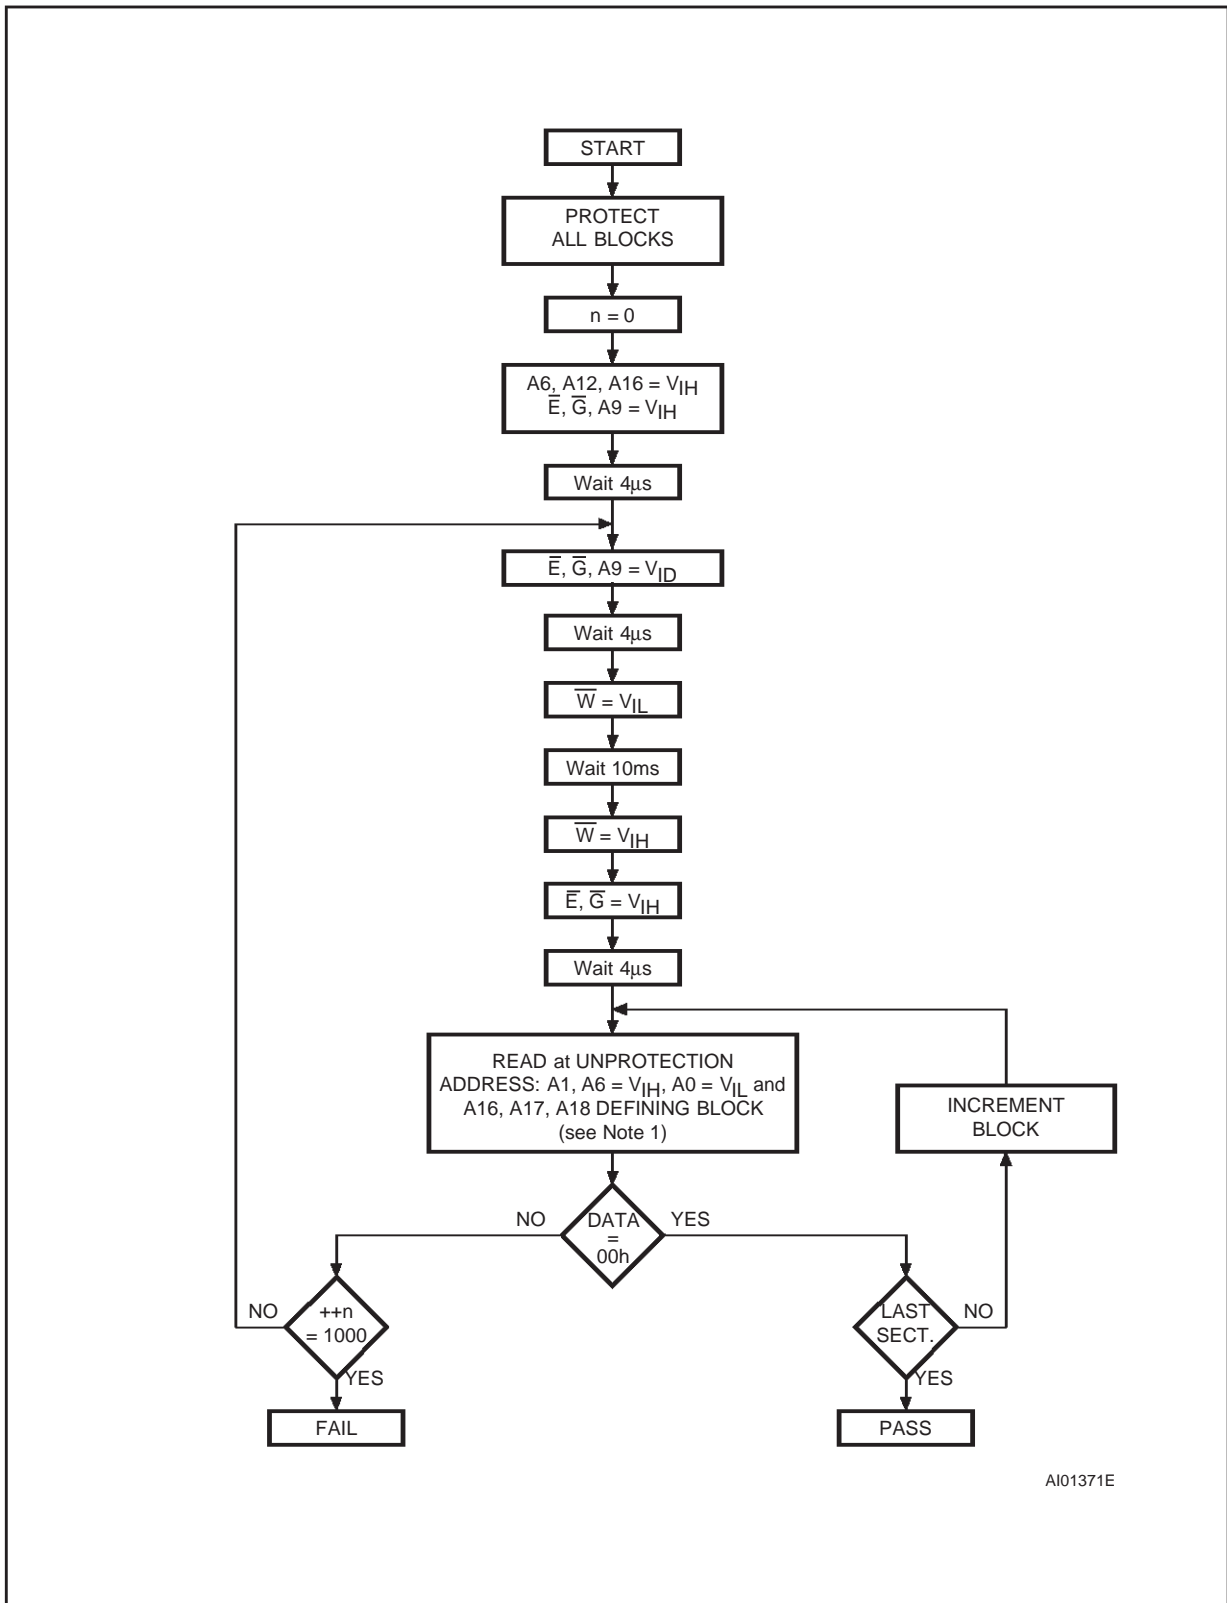 START
PROTECT
ALL BLOCKS
n = 0
A6, A12, A16 = VIH
E̅, G̅, A9 = VIH
Wait 4µs
E̅, G̅, A9 = VID
Wait 4µs
W̅ = VIL
Wait 10ms
W̅ = VIH
E̅, G̅ = VIH
Wait 4µs
READ at UNPROTECTION
ADDRESS: A1, A6 = VIH, A0 = VIL and
A16, A17, A18 DEFINING BLOCK
(see Note 1)
INCREMENT
BLOCK
NO
DATA
=
00h
YES
NO
++n
= 1000
YES
FAIL
LAST
SECT.
NO
YES
PASS
AI01371E